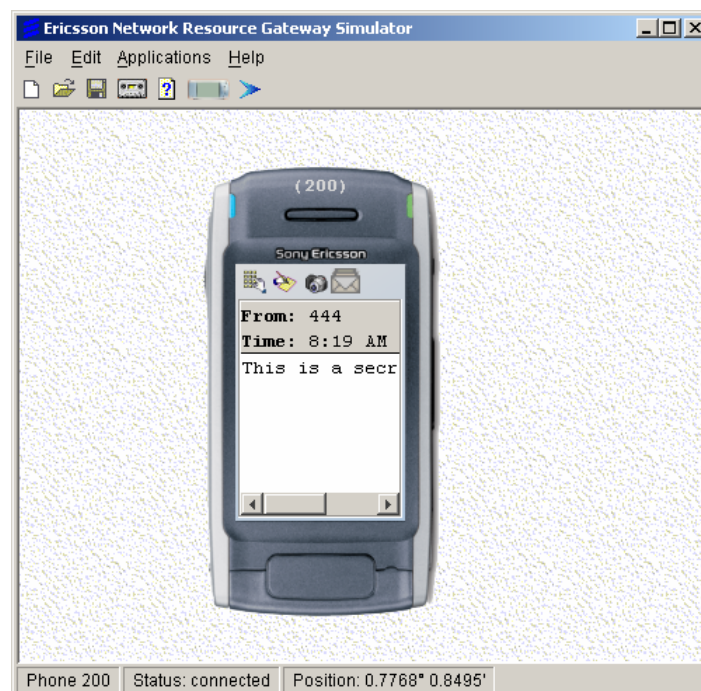 Ericsson Network Resource Gateway Simulator
File Edit Applications Help
(200)
Sony Ericsson
From: 444
Time: 8:19 AM
This is a secr
Phone 200 Status: connected Position: 0.7768° 0.8495'